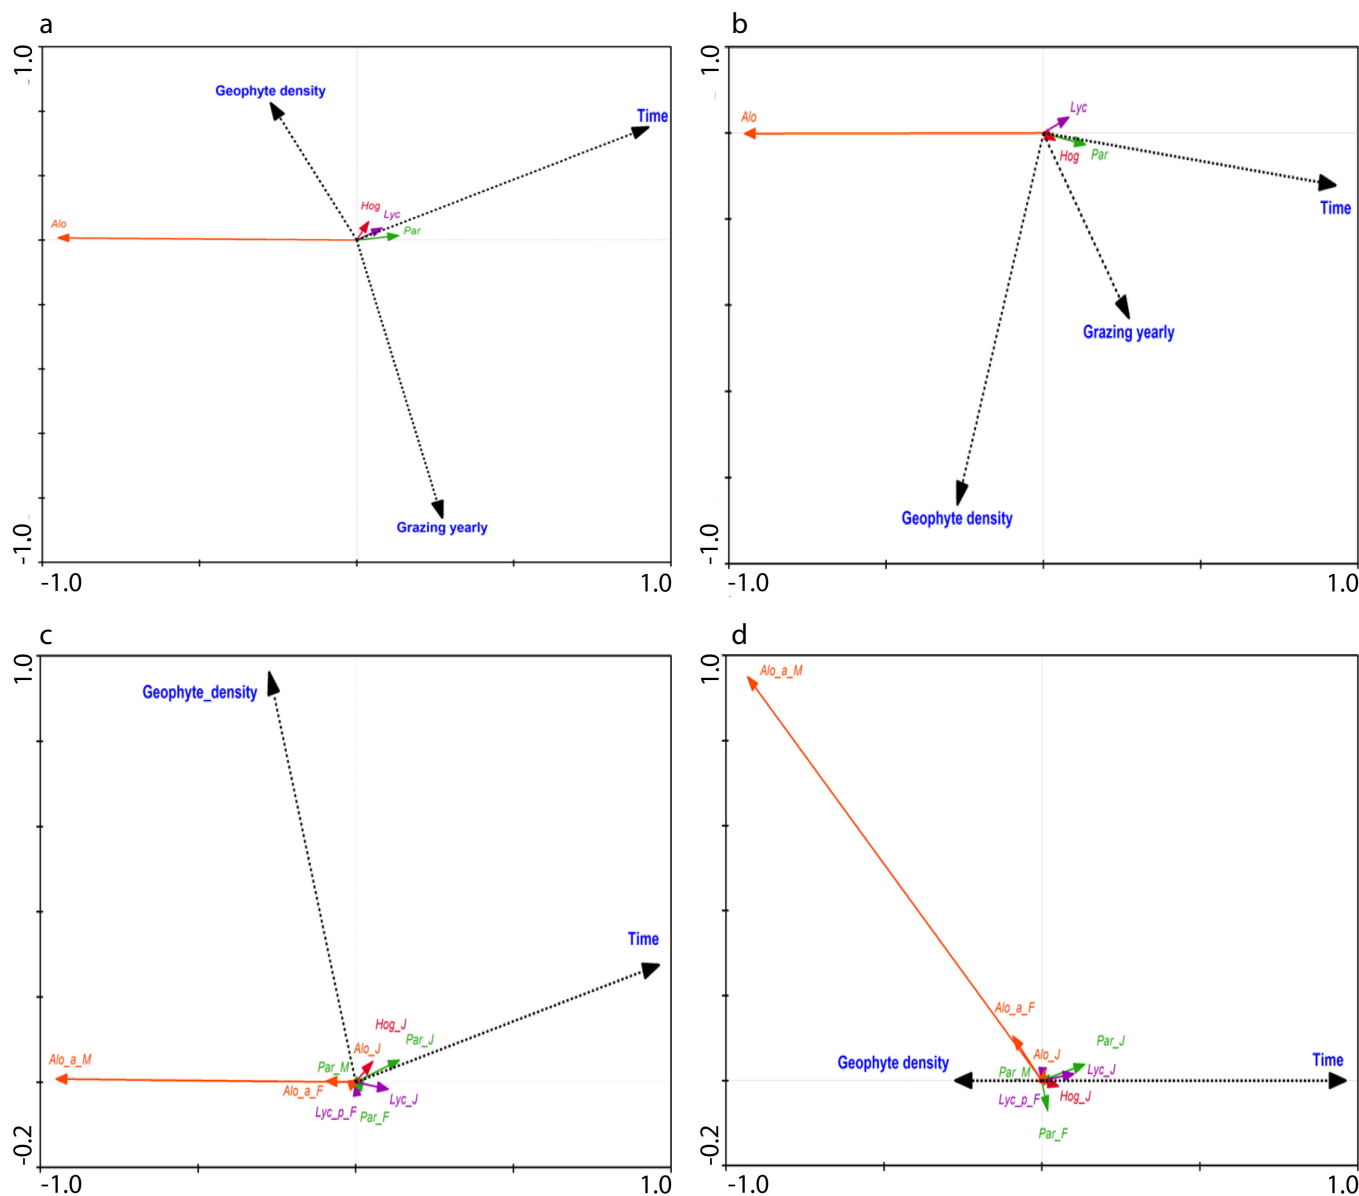 a
-1.0
Geophyte density
Time
Hog
Lyc
Alo
Par
Grazing yearly
-1.0
-1.0
1.0
b
1.0
Lyc
Alo
Hog
Par
Time
Grazing yearly
Geophyte density
-1.0
-1.0
1.0
c
1.0
Geophyte_density
Time
Hog_J
Par_J
Alo_J
Alo_a_M
Par_M
Alo_a_F
Lyc_J
Lyc_p_F
Par_F
-0.2
-1.0
1.0
d
1.0
Alo_a_M
Alo_a_F
Par_J
Alo_J
Geophyte density
Time
Par_M
Lyc_J
Lyc_p_F
Hog_J
Par_F
-0.2
-1.0
1.0